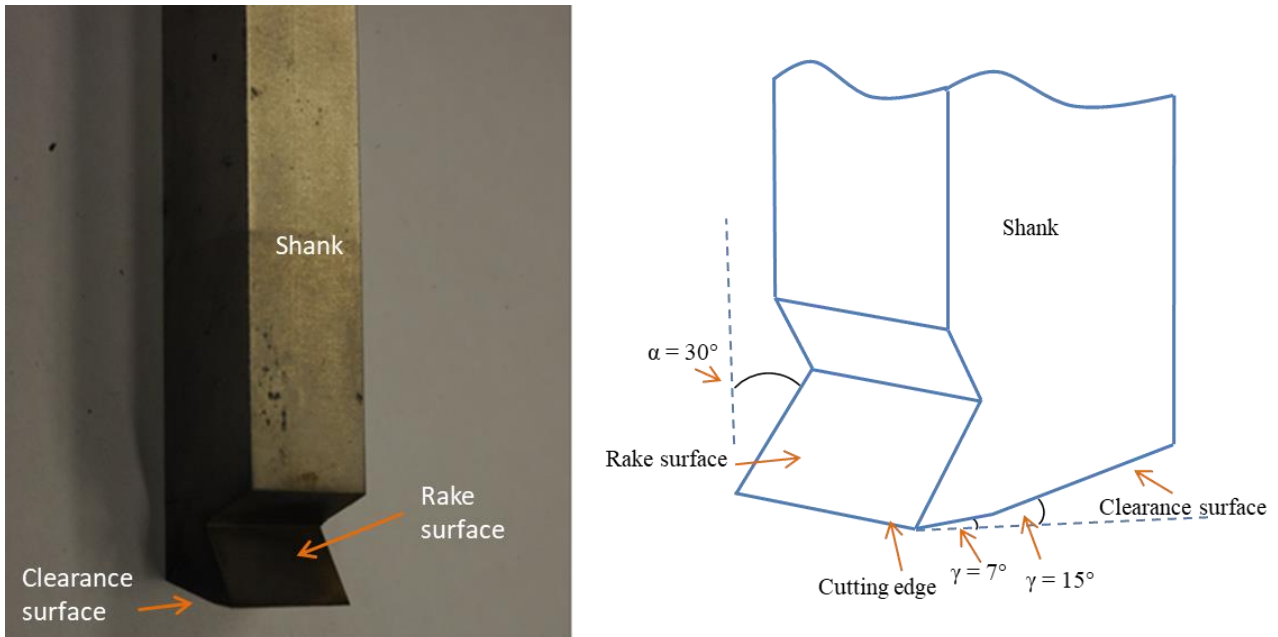 Shank
Rake
surface
Clearance
surface
Shank
α = 30°
Rake surface
Clearance surface
Cutting edge
γ = 7°
γ = 15°